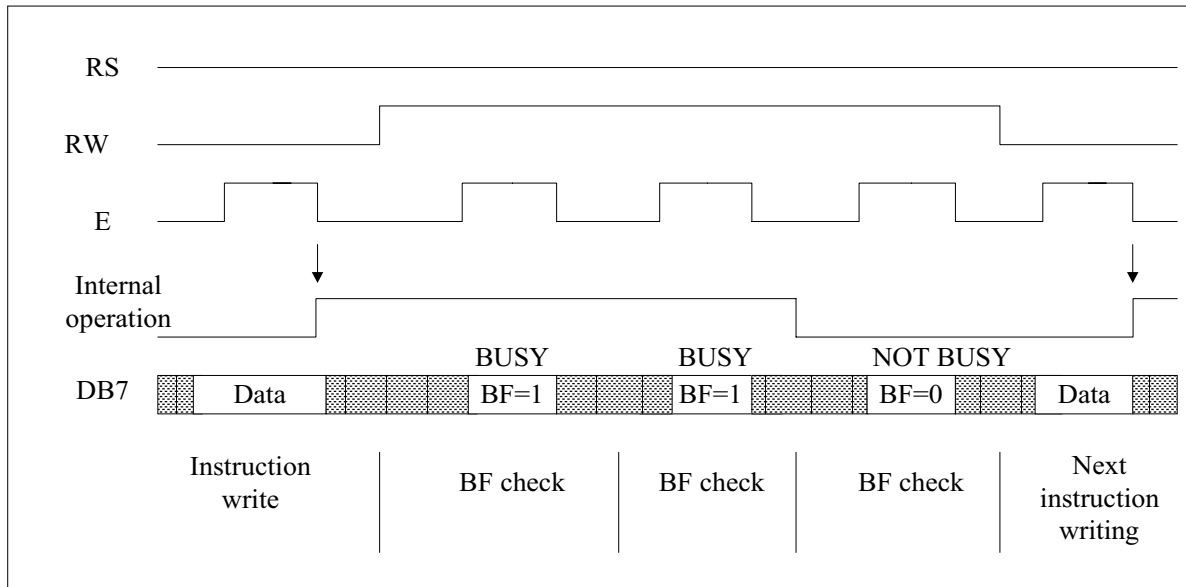 RS
RW
E
Internal
operation
BUSY BUSY NOT BUSY
DB7 Data BF=1 BF=1 BF=0 Data
Instruction
write
BF check BF check BF check
Next
instruction
writing